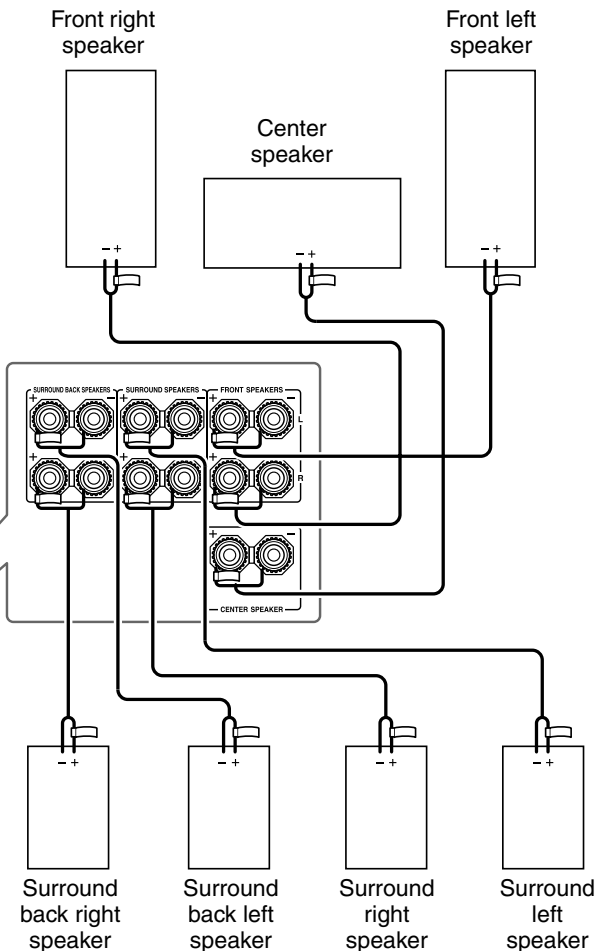 Front right
speaker
Front left
speaker
Center
speaker
– +
– +
– +
SURROUND BACK SPEAKERS
SURROUND SPEAKERS
FRONT SPEAKERS
+ –
+ –
+ –
L
+
+
+
R
+ –
CENTER SPEAKER
– +
– +
– +
– +
Surround
back right
speaker
Surround
back left
speaker
Surround
right
speaker
Surround
left
speaker